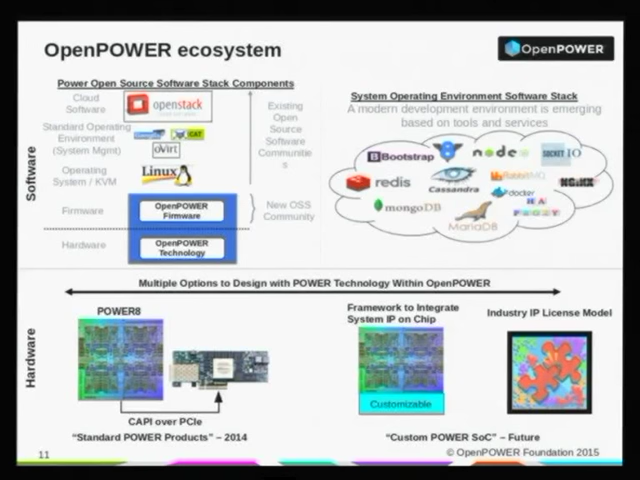 OpenPOWER ecosystem
OpenPOWER
Power Open Source Software Stack Components
Cloud
Software
openstack
Standard Operating
Environment
(System Mgmt)
CAT
oVirt
Operating
System / KVM
Linux
Existing
Open
Source
Software
Communitie
s
Firmware
OpenPOWER
Firmware
New OSS
Community
Hardware
OpenPOWER
Technology
Software
System Operating Environment Software Stack
A modern development environment is emerging
based on tools and services
Bootstrap
node
SOCKET IO
redis
Cassandra
RabbitMQ
docker
NGINX
mongoDB
MariaDB
HA
PROXY
Hardware
Multiple Options to Design with POWER Technology Within OpenPOWER
POWER8
CAPI over PCIe
"Standard POWER Products" – 2014
Framework to Integrate
System IP on Chip
Customizable
Industry IP License Model
"Custom POWER SoC" – Future
11
© OpenPOWER Foundation 2015